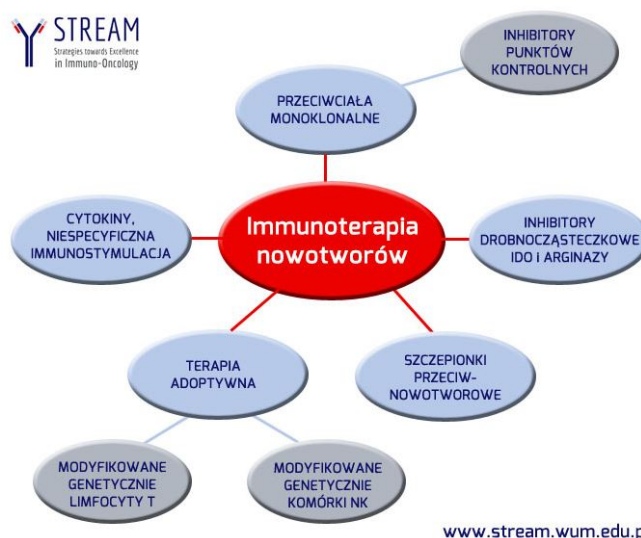 STREAM
Strategies towards Excellence
in Immuno-Oncology
INHIBITORY
PUNKTÓW
KONTROLNYCH
PRZECIWCIAŁA
MONOKLONALNE
CYTOKINY,
NIESPECYFICZNA
IMMUNOSTYMULACJA
Immunoterapia
nowotworów
INHIBITORY
DROBNOCZĄSTECZKOWE
IDO i ARGINAZY
TERAPIA
ADOPTYWNA
SZCZEPIONKI
PRZECIW-
NOWOTWOROWE
MODYFIKOWANE
GENETYCZNIE
LIMFOCYTY T
MODYFIKOWANE
GENETYCZNIE
KOMÓRKI NK
www.stream.wum.edu.p